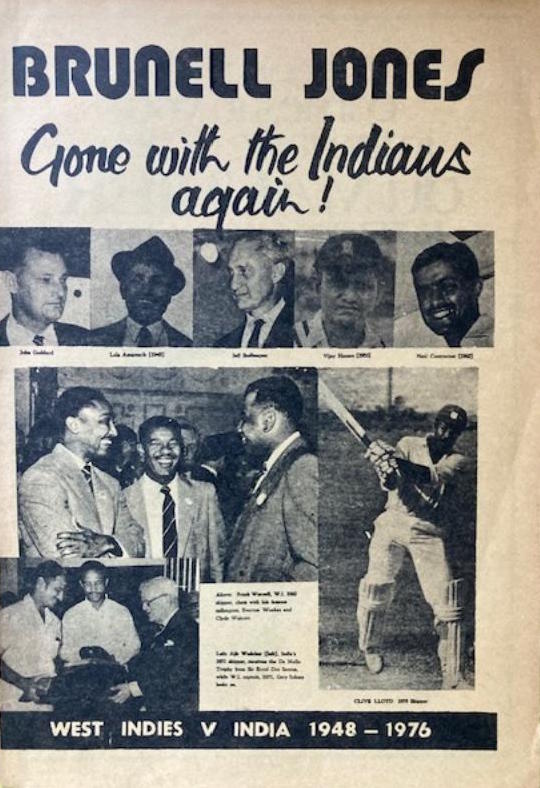 BRUNELL JONES
Gone with the Indians
again!
John Goddard
Lala Amarnath [1948]
Jeff Stollmeyer
Vijay Hazare [1953]
Nari Contractor [1962]
Above: Frank Worrell, W.I. 1962
skipper, chats with his famous
colleagues, Everton Weekes and
Clyde Walcott.
Left: Ajit Wadekar [left], India's
1971 skipper, receives the De Mello
Trophy from Sir Errol Dos Santos,
while W.I. captain, 1971, Gary Sobers
looks on.
CLIVE LLOYD 1975 Skipper
WEST INDIES V INDIA 1948 – 1976